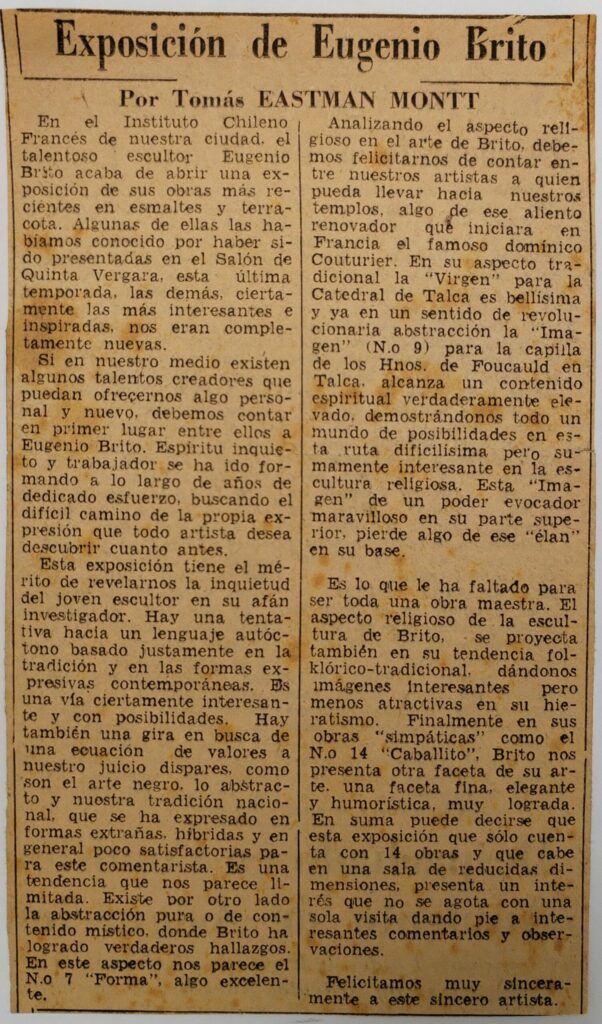 Exposición de Eugenio Brito
Por Tomás EASTMAN MONTT
En el Instituto Chileno
Francés de nuestra ciudad, el
talentoso escultor Eugenio
Brito acaba de abrir una ex-
posición de sus obras más re-
cientes en esmaltes y terra-
cota. Algunas de ellas las ha-
bíamos conocido por haber si-
do presentadas en el Salón de
Quinta Vergara, esta última
temporada, las demás, cierta-
mente las más interesantes e
inspiradas, nos eran comple-
tamente nuevas.
Si en nuestro medio existen
algunos talentos creadores que
puedan ofrecernos algo perso-
nal y nuevo, debemos contar
en primer lugar entre ellos a
Eugenio Brito. Espíritu inquie-
to y trabajador se ha ido for-
mando a lo largo de años de
dedicado esfuerzo, buscando el
difícil camino de la propia ex-
presión que todo artista desea
descubrir cuanto antes.
Esta exposición tiene el mé-
rito de revelarnos la inquietud
del joven escultor en su afán
investigador. Hay una tenta-
tiva hacia un lenguaje autóc-
tono basado justamente en la
tradición y en las formas ex-
presivas contemporáneas. Es
una vía ciertamente interesan-
te y con posibilidades. Hay
también una gira en busca de
una ecuación de valores a
nuestro juicio dispares, como
son el arte negro, lo abstrac-
to y nuostra tradición nacio-
nal, que se ha expresado en
formas extrañas, híbridas y en
general poco satisfactorias pa-
ra este comentarista. Es una
tendencia que nos parece li-
mitada. Existe por otro lado
la abstracción pura o de con-
tenido místico, donde Brito ha
logrado verdaderos hallazgos.
En este aspecto nos parece el
N.o 7 "Forma", algo excelen-
te.
Analizando el aspecto reli-
gioso en el arte de Brito, debe-
mos felicitarnos de contar en-
tre nuestros artistas a quien
pueda llevar hacia nuestros
templos, algo de ese aliento
renovador que iniciara en
Francia el famoso domínico
Couturier. En su aspecto tra-
dicional la "Virgen" para la
Catedral de Talca es bellísima
y ya en un sentido de revolu-
cionaria abstracción la "Ima-
gen" (N.o 9) para la capilla
de los Hnos. de Foucauld en
Talca, alcanza un contenido
espiritual verdaderamente ele-
vado, demostrándonos todo un
mundo de posibilidades en es-
ta ruta dificilísima pero su-
mamente interesante en la es-
cultura religiosa. Esta "Ima-
gen" de un poder evocador
maravilloso en su parte supe-
rior, pierde algo de ese "élan"
en su base.
Es lo que le ha faltado para
ser toda una obra maestra. El
aspecto religioso de la escul-
tura de Brito, se proyecta
también en su tendencia fol-
klórico-tradicional, dándonos
imágenes interesantes pero
menos atractivas en su hie-
ratismo. Finalmente en sus
obras "simpáticas" como el
N.o 14 "Caballito", Brito nos
presenta otra faceta de su ar-
te, una faceta fina, elegante
y humorística, muy lograda.
En suma puede decirse que
esta exposición que sólo cuen-
ta con 14 obras y que cabe
en una sala de reducidas di-
mensiones, presenta un inte-
rés que no se agota con una
sola visita dando pie a inte-
resantes comentarios y obser-
vaciones.
Felicitamos muy sincera-
mente a este sincero artista.